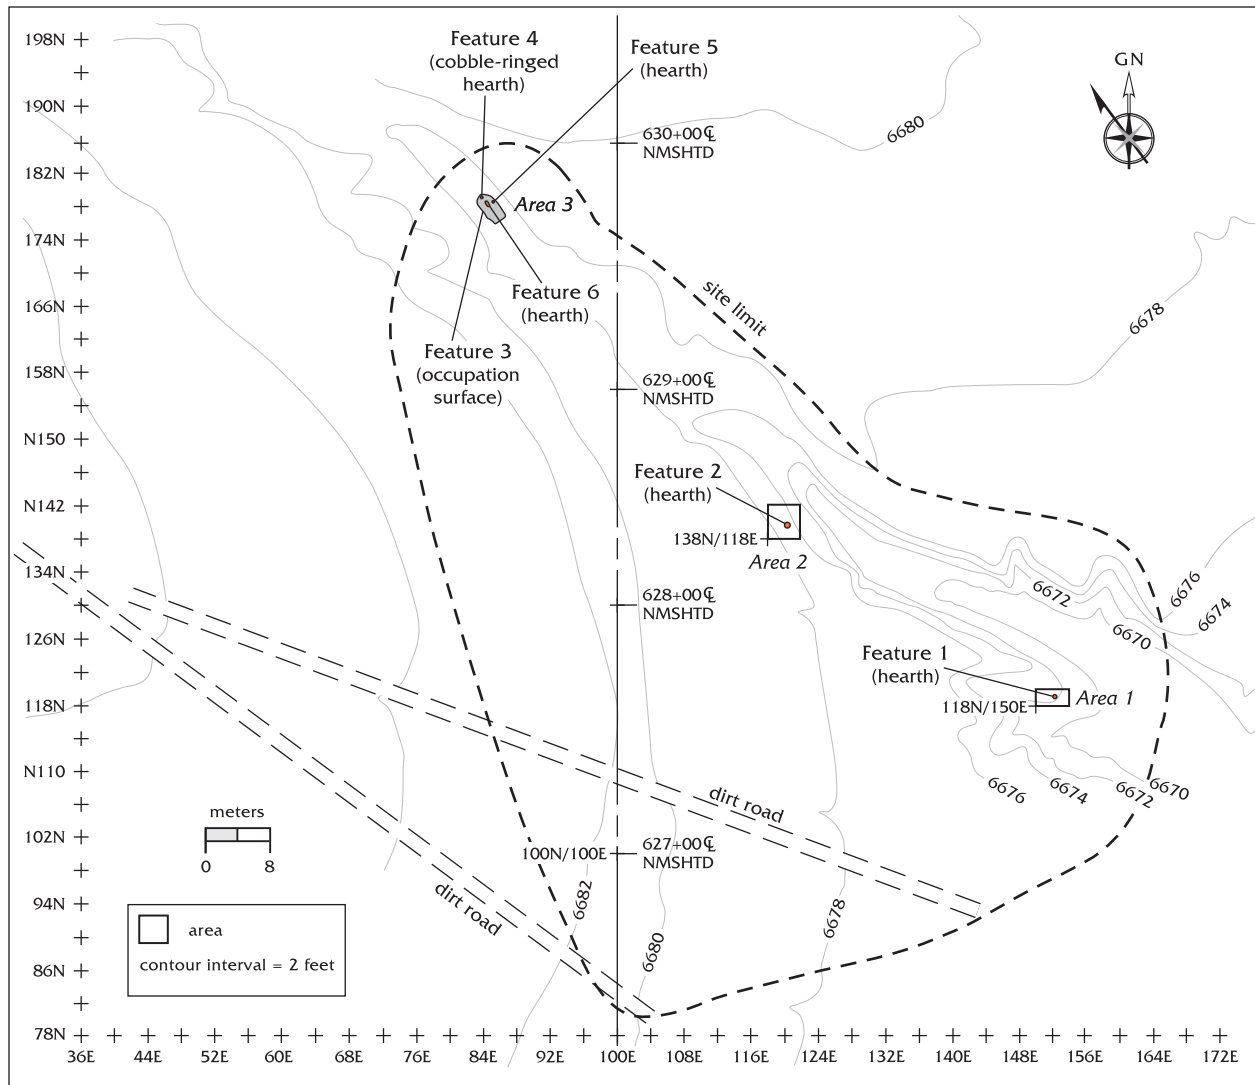 198N
190N
182N
174N
166N
158N
N150
N142
134N
126N
118N
N110
102N
94N
86N
78N
36E
44E
52E
60E
68E
76E
84E
92E
100E
108E
116E
124E
132E
140E
148E
156E
164E
172E
Feature 4
(cobble-ringed
hearth)
Feature 5
(hearth)
Area 3
Feature 6
(hearth)
Feature 3
(occupation
surface)
630+00℄
NMSHTD
GN
6680
6678
site limit
629+00℄
NMSHTD
Feature 2
(hearth)
138N/118E
Area 2
628+00℄
NMSHTD
6672
6670
6676
6674
Feature 1
(hearth)
118N/150E
Area 1
6676
6674
6672
6670
dirt road
627+00℄
NMSHTD
100N/100E
6682
6680
6678
dirt road
meters
0
8
area
contour interval = 2 feet